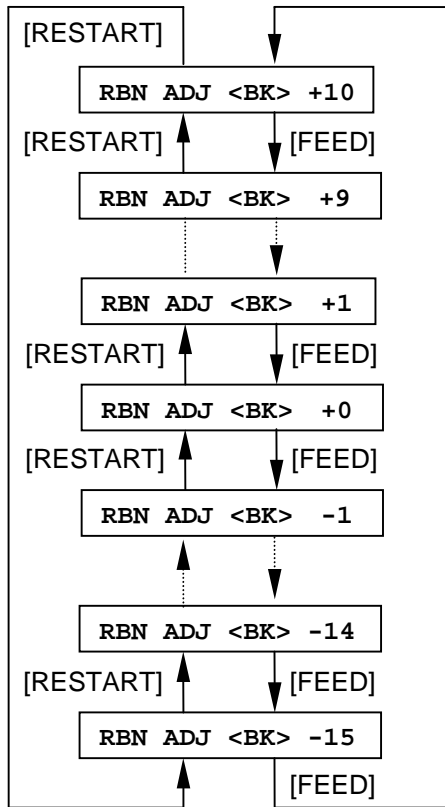 [RESTART]
RBN ADJ <BK> +10
[RESTART] [FEED]
RBN ADJ <BK> +9
RBN ADJ <BK> +1
[RESTART] [FEED]
RBN ADJ <BK> +0
[RESTART] [FEED]
RBN ADJ <BK> -1
RBN ADJ <BK> -14
[RESTART] [FEED]
RBN ADJ <BK> -15
[FEED]